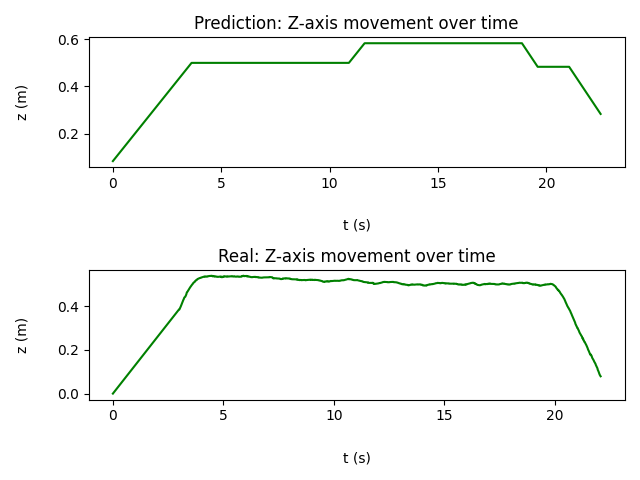 Prediction: Z-axis movement over time
0.6
0.4
0.2
z (m)
0 5 10 15 20
t (s)
Real: Z-axis movement over time
0.4
0.2
0.0
z (m)
0 5 10 15 20
t (s)